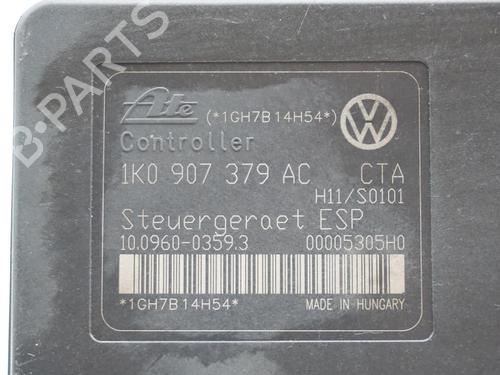 Ate (*1GH7B14H54*)
Controller
1K0 907 379 AC CTA
H11/S0101
Steuergeraet ESP
10.0960-0359.3 00005305H0
*1GH7B14H54* MADE IN HUNGARY
B-PARTS